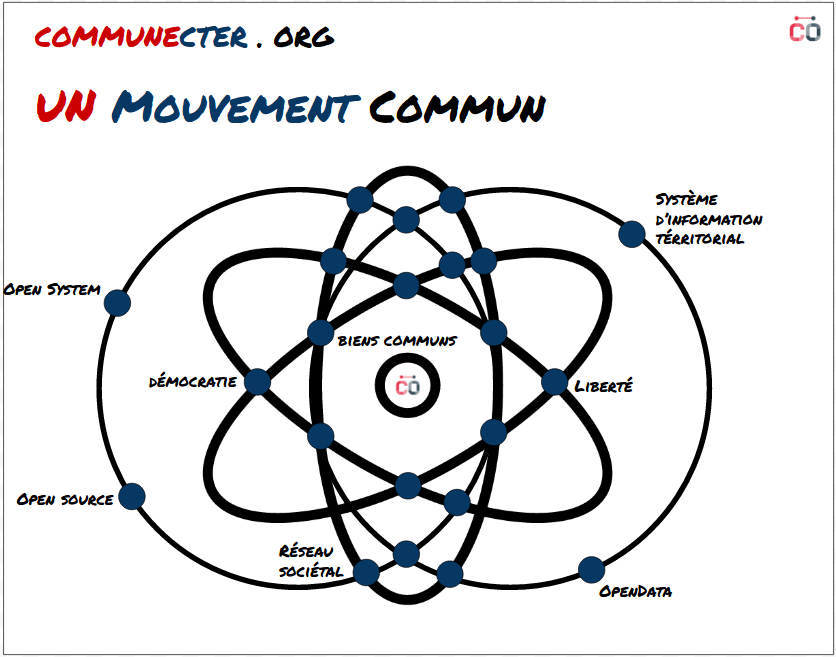 COMMUNECTER . ORG
CO
UN MOUVEMENT COMMUN
SYSTÈME
D'INFORMATION
TÉRRITORIAL
OPEN SYSTEM
BIENS COMMUNS
DÉMOCRATIE
CO
LIBERTÉ
OPEN SOURCE
RÉSEAU
SOCIÉTAL
OPENDATA